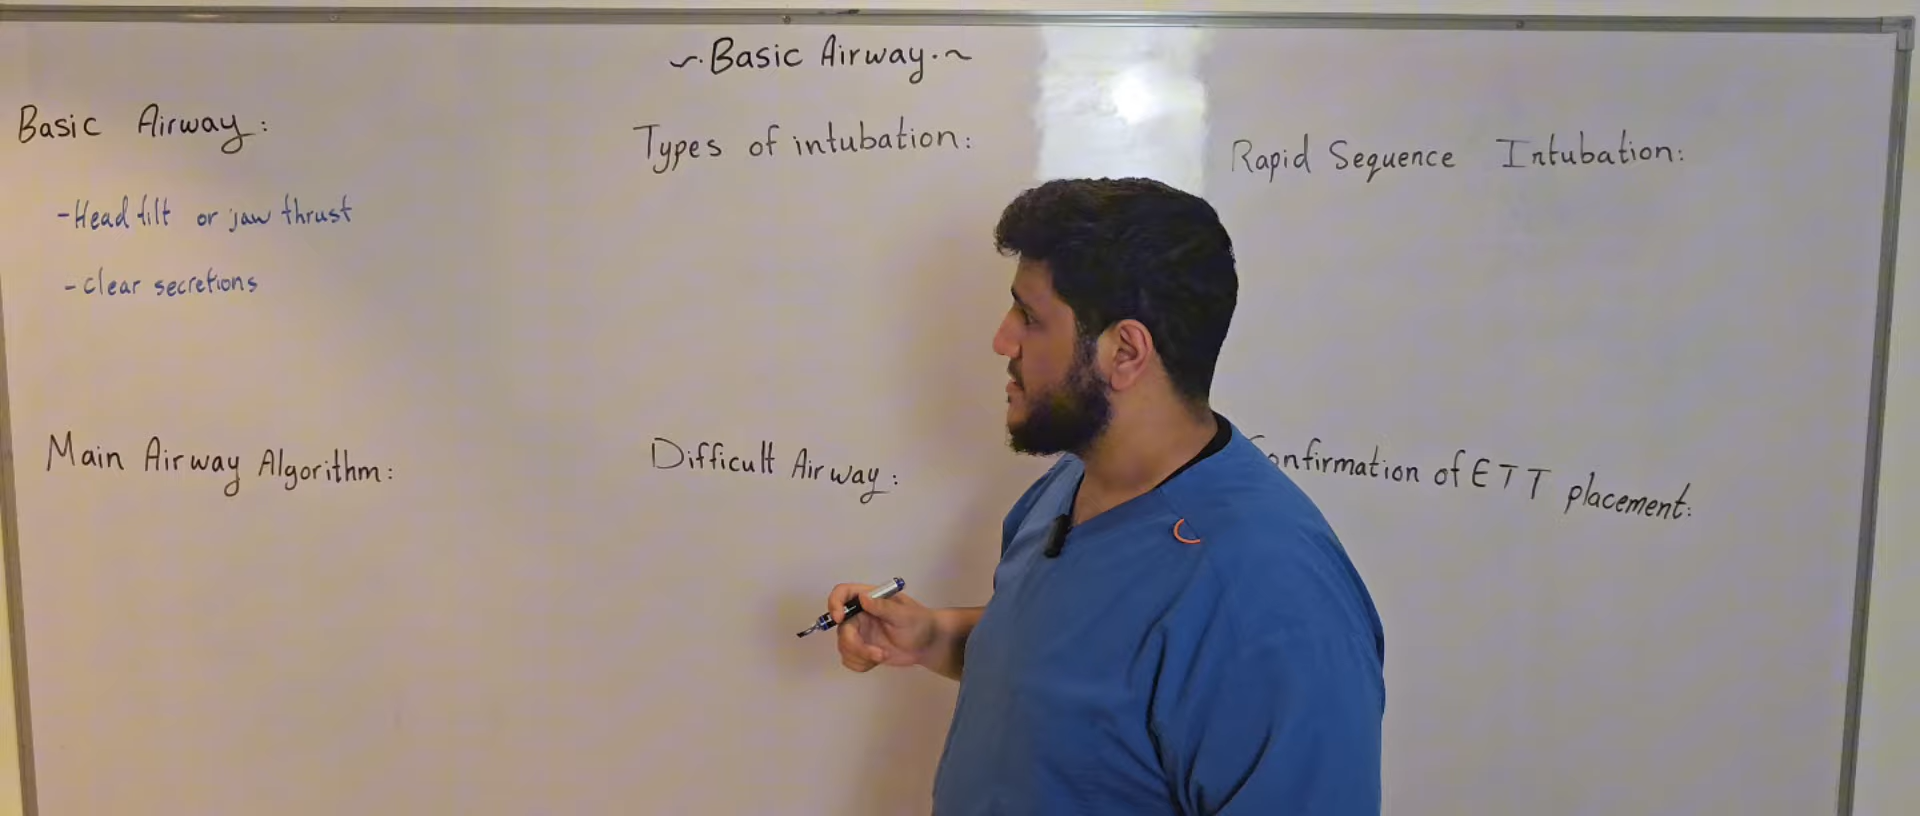 ~. Basic Airway. ~
Basic Airway:
- Head tilt or jaw thrust
- clear secretions
Types of intubation:
Rapid Sequence Intubation:
Main Airway Algorithm:
Difficult Airway:
Confirmation of ETT placement: